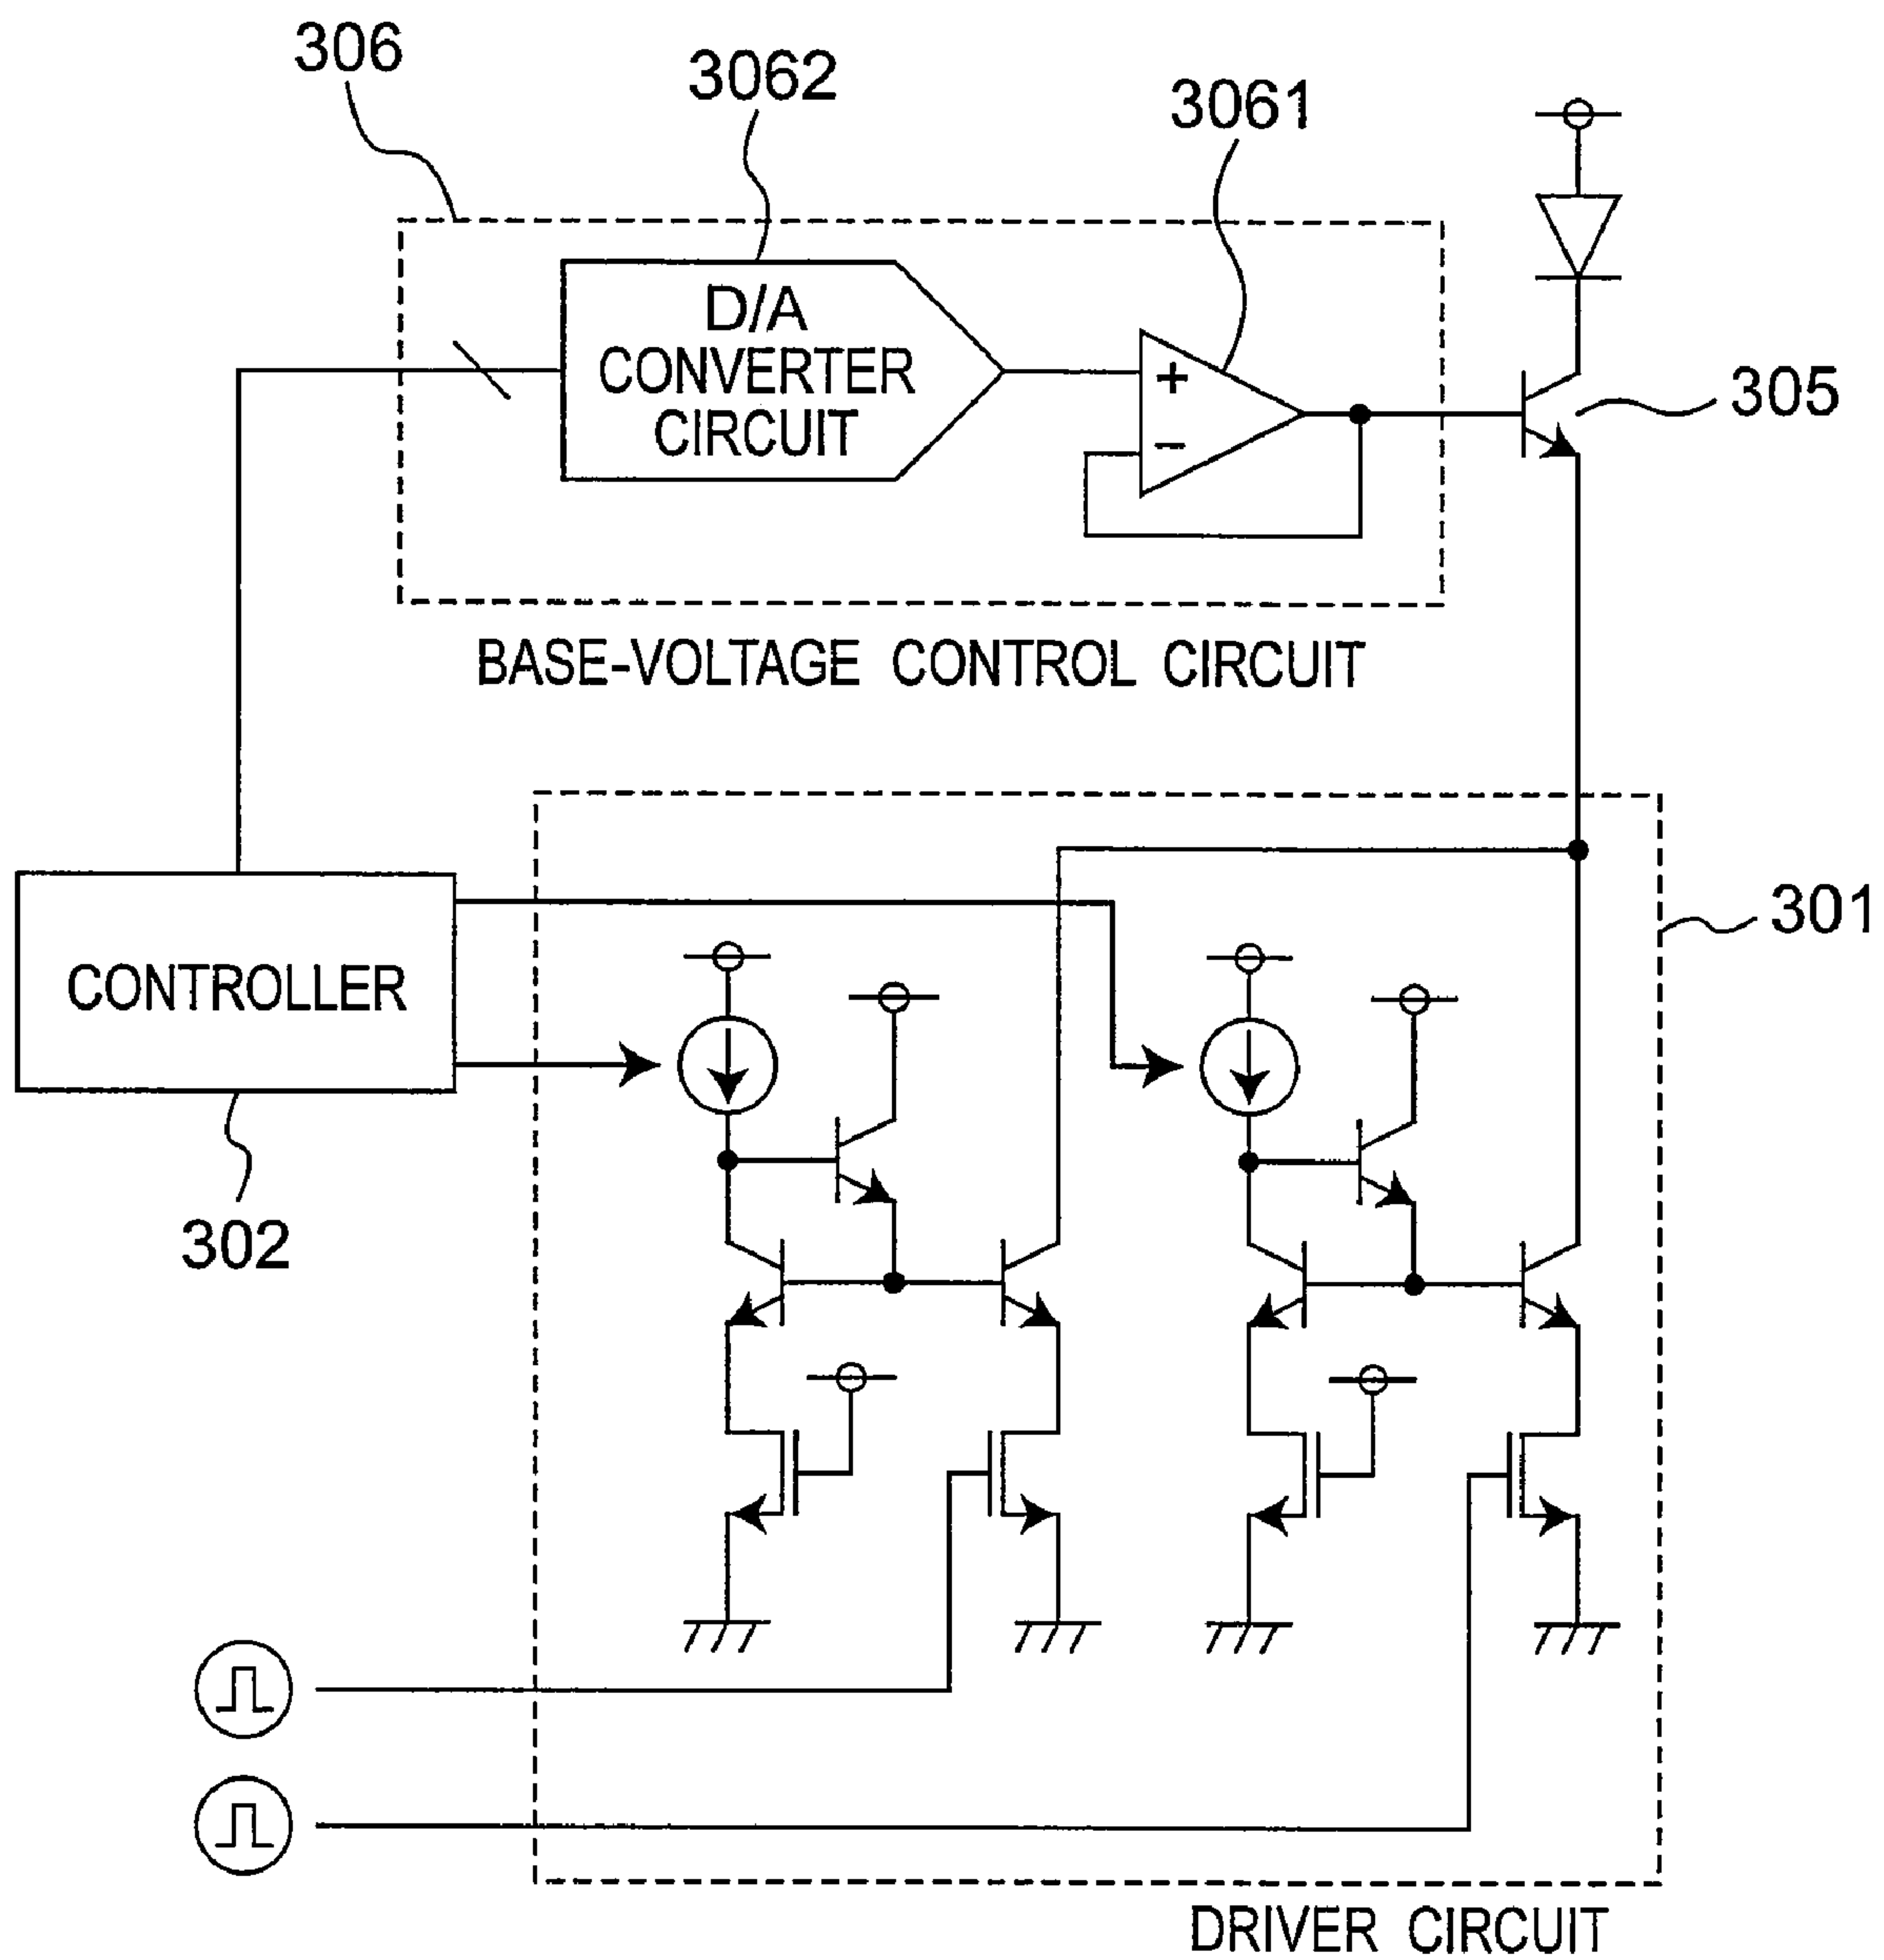 306
3062
3061
D/A
CONVERTER
CIRCUIT
+
−
305
BASE-VOLTAGE CONTROL CIRCUIT
301
CONTROLLER
302
DRIVER CIRCUIT